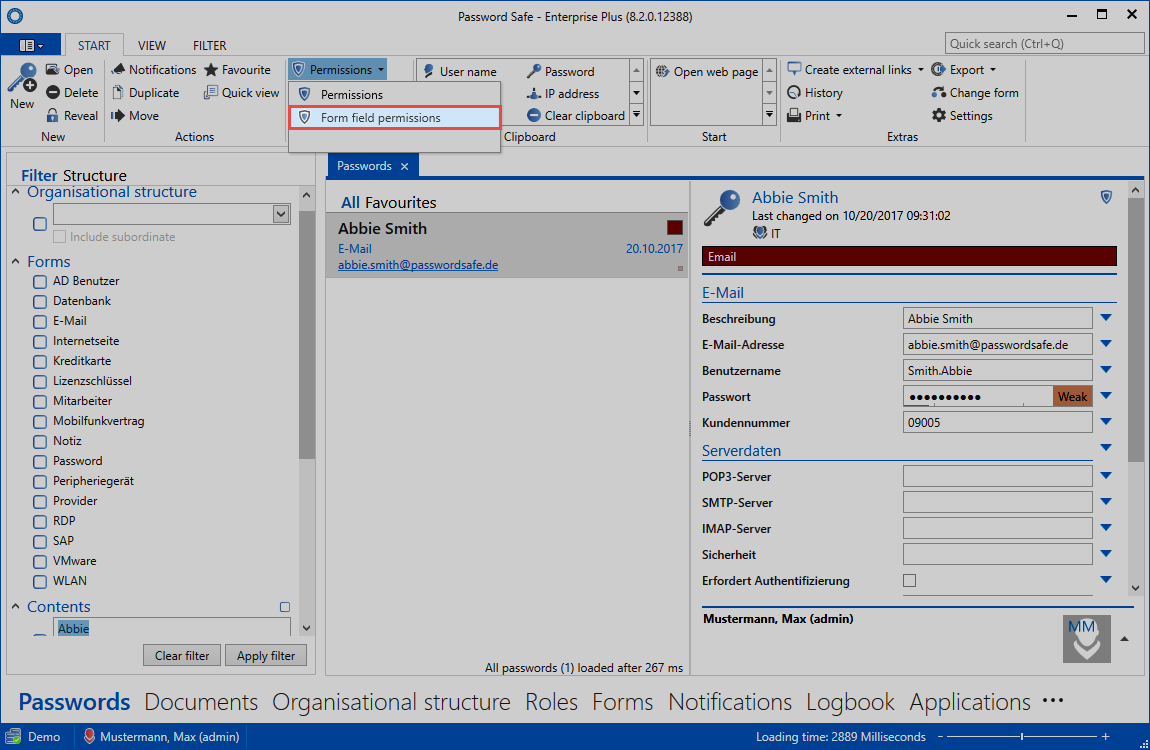 Password Safe - Enterprise Plus (8.2.0.12388)
START VIEW FILTER
Quick search (Ctrl+Q)
New
Open
Delete
Reveal
New
Notifications
Favourite
Duplicate
Quick view
Move
Actions
Permissions
Permissions
Form field permissions
User name
Password
IP address
Clear clipboard
Clipboard
Open web page
Start
Create external links
Export
History
Change form
Print
Settings
Extras
Filter Structure
Organisational structure
Include subordinate
Forms
AD Benutzer
Datenbank
E-Mail
Internetseite
Kreditkarte
Lizenzschlüssel
Mitarbeiter
Mobilfunkvertrag
Notiz
Password
Peripheriegerät
Provider
RDP
SAP
VMware
WLAN
Contents
Abbie
Clear filter
Apply filter
Passwords
All Favourites
Abbie Smith
E-Mail 20.10.2017
abbie.smith@passwordsafe.de
All passwords (1) loaded after 267 ms
Abbie Smith
Last changed on 10/20/2017 09:31:02
IT
Email
E-Mail
Beschreibung Abbie Smith
E-Mail-Adresse abbie.smith@passwordsafe.de
Benutzername Smith.Abbie
Passwort ●●●●●●●●●● Weak
Kundennummer 09005
Serverdaten
POP3-Server
SMTP-Server
IMAP-Server
Sicherheit
Erfordert Authentifizierung
Mustermann, Max (admin)
MM
Passwords Documents Organisational structure Roles Forms Notifications Logbook Applications ···
Demo Mustermann, Max (admin) Loading time: 2889 Milliseconds - +